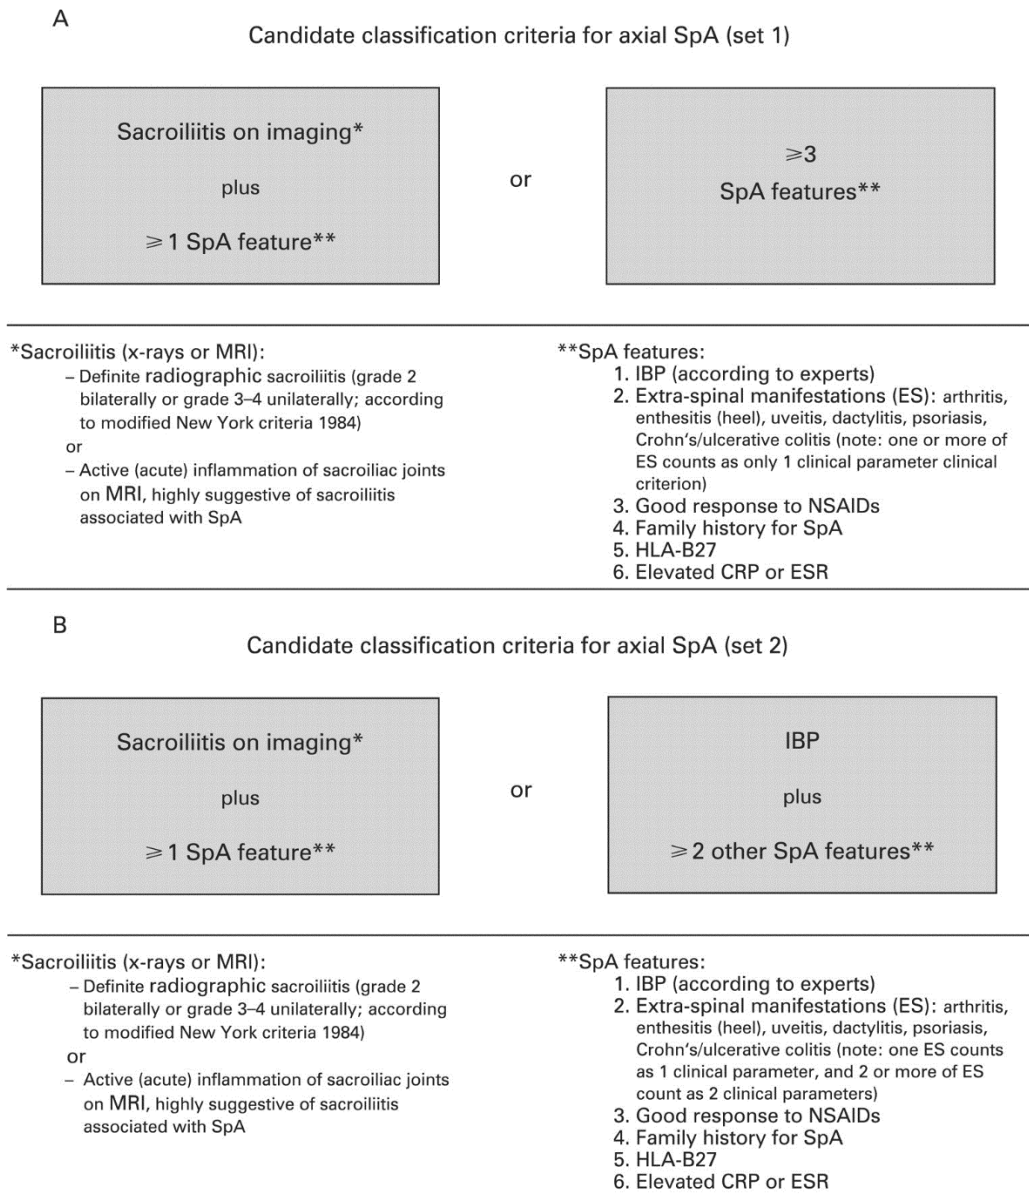 A
Candidate classification criteria for axial SpA (set 1)
Sacroiliitis on imaging*
plus
⩾ 1 SpA feature**
or
⩾3
SpA features**
*Sacroiliitis (x-rays or MRI):
– Definite radiographic sacroiliitis (grade 2
bilaterally or grade 3–4 unilaterally; according
to modified New York criteria 1984)
or
– Active (acute) inflammation of sacroiliac joints
on MRI, highly suggestive of sacroiliitis
associated with SpA
**SpA features:
1. IBP (according to experts)
2. Extra-spinal manifestations (ES): arthritis,
enthesitis (heel), uveitis, dactylitis, psoriasis,
Crohn‘s/ulcerative colitis (note: one or more of
ES counts as only 1 clinical parameter clinical
criterion)
3. Good response to NSAIDs
4. Family history for SpA
5. HLA-B27
6. Elevated CRP or ESR
B
Candidate classification criteria for axial SpA (set 2)
Sacroiliitis on imaging*
plus
⩾ 1 SpA feature**
or
IBP
plus
⩾ 2 other SpA features**
*Sacroiliitis (x-rays or MRI):
– Definite radiographic sacroiliitis (grade 2
bilaterally or grade 3–4 unilaterally; according
to modified New York criteria 1984)
or
– Active (acute) inflammation of sacroiliac joints
on MRI, highly suggestive of sacroiliitis
associated with SpA
**SpA features:
1. IBP (according to experts)
2. Extra-spinal manifestations (ES): arthritis,
enthesitis (heel), uveitis, dactylitis, psoriasis,
Crohn‘s/ulcerative colitis (note: one ES counts
as 1 clinical parameter, and 2 or more of ES
count as 2 clinical parameters)
3. Good response to NSAIDs
4. Family history for SpA
5. HLA-B27
6. Elevated CRP or ESR